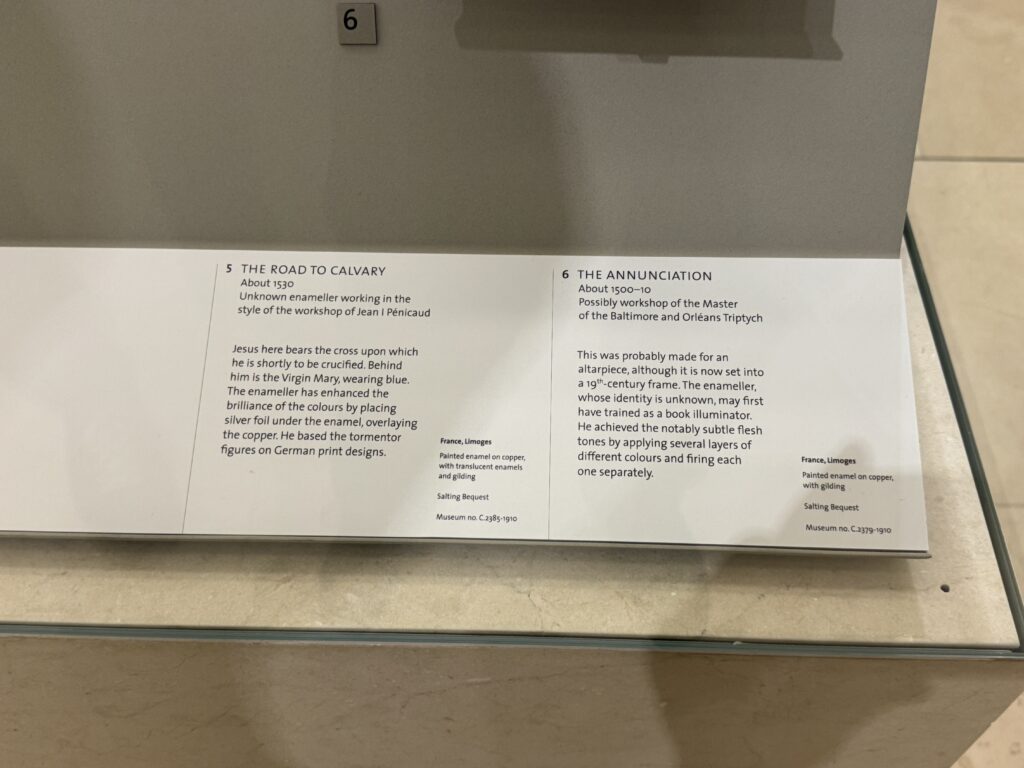 6
5 THE ROAD TO CALVARY
About 1530
Unknown enameller working in the
style of the workshop of Jean I Pénicaud
Jesus here bears the cross upon which
he is shortly to be crucified. Behind
him is the Virgin Mary, wearing blue.
The enameller has enhanced the
brilliance of the colours by placing
silver foil under the enamel, overlaying
the copper. He based the tormentor
figures on German print designs.
France, Limoges
Painted enamel on copper,
with translucent enamels
and gilding
Salting Bequest
Museum no. C.2385-1910
6 THE ANNUNCIATION
About 1500–10
Possibly workshop of the Master
of the Baltimore and Orléans Triptych
This was probably made for an
altarpiece, although it is now set into
a 19th-century frame. The enameller,
whose identity is unknown, may first
have trained as a book illuminator.
He achieved the notably subtle flesh
tones by applying several layers of
different colours and firing each
one separately.
France, Limoges
Painted enamel on copper,
with gilding
Salting Bequest
Museum no. C.2379-1910